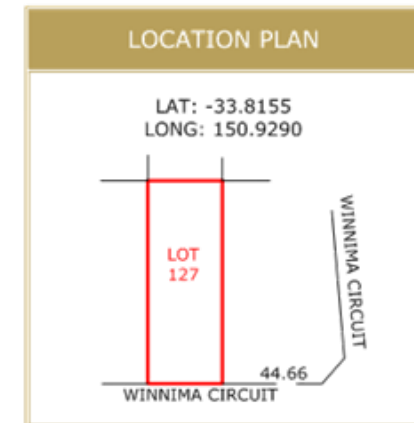 LOCATION PLAN
LAT: -33.8155
LONG: 150.9290
WINNIMA CIRCUIT
LOT
127
44.66
WINNIMA CIRCUIT